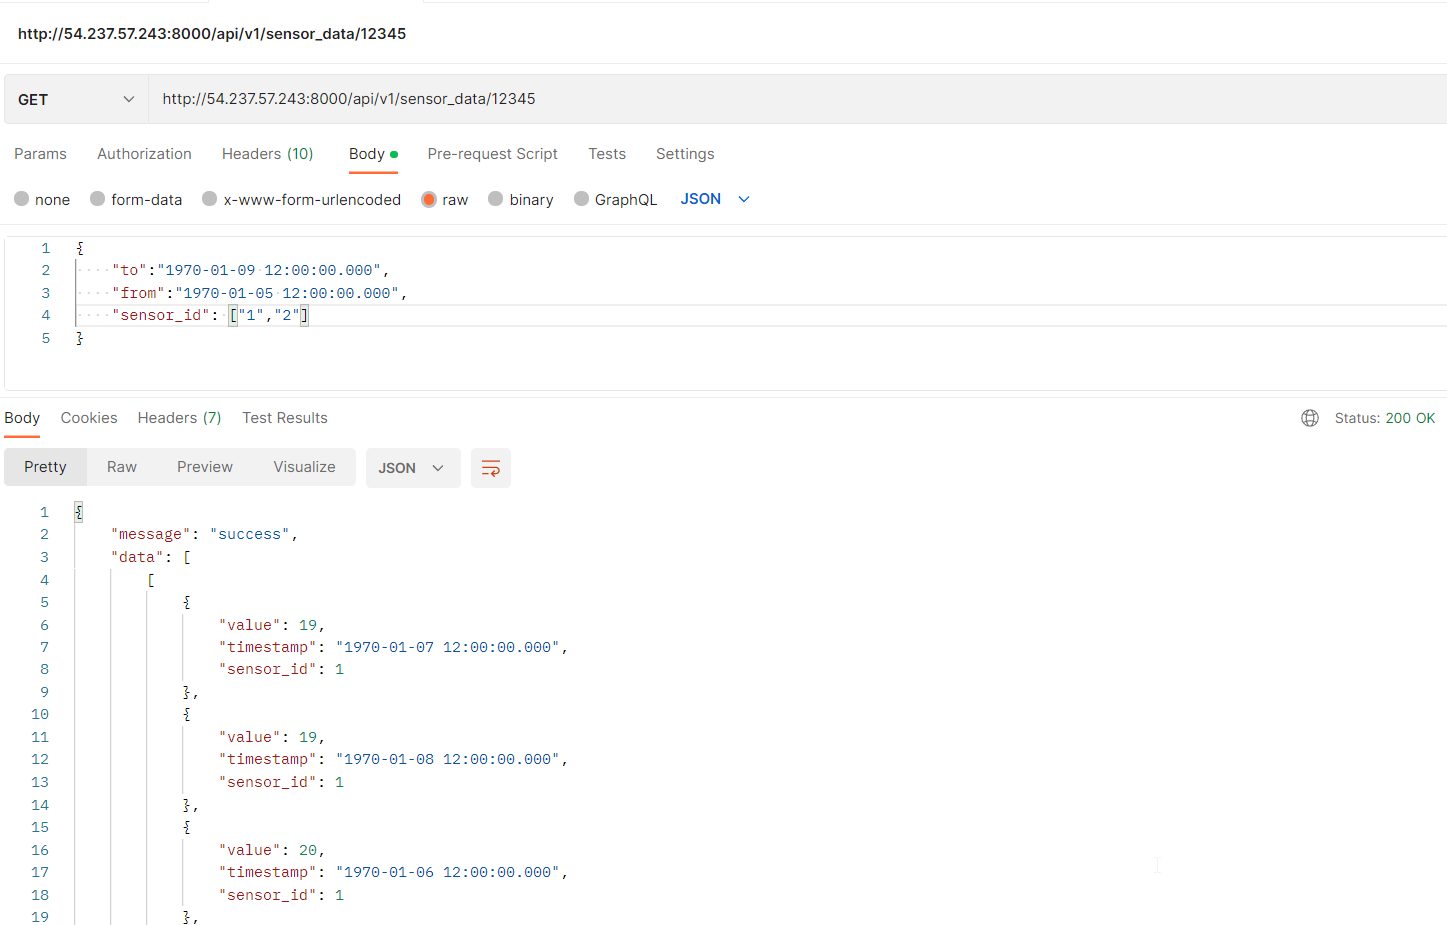 http://54.237.57.243:8000/api/v1/sensor_data/12345
GET http://54.237.57.243:8000/api/v1/sensor_data/12345
Params Authorization Headers (10) Body Pre-request Script Tests Settings
none form-data x-www-form-urlencoded raw binary GraphQL JSON
1 {
2 "to":"1970-01-09 12:00:00.000",
3 "from":"1970-01-05 12:00:00.000",
4 "sensor_id": ["1","2"]
5 }
Body Cookies Headers (7) Test Results Status: 200 OK
Pretty Raw Preview Visualize JSON
1 {
2 "message": "success",
3 "data": [
4 [
5 {
6 "value": 19,
7 "timestamp": "1970-01-07 12:00:00.000",
8 "sensor_id": 1
9 },
10 {
11 "value": 19,
12 "timestamp": "1970-01-08 12:00:00.000",
13 "sensor_id": 1
14 },
15 {
16 "value": 20,
17 "timestamp": "1970-01-06 12:00:00.000",
18 "sensor_id": 1
19 },